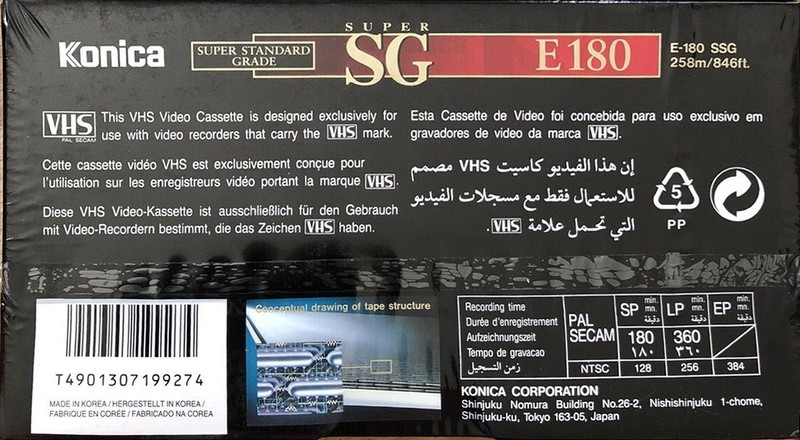 Konica
SUPER STANDARD
GRADE
SUPER
SG
E180
E-180 SSG
258m/846ft.
VHS
PAL SECAM
This VHS Video Cassette is designed exclusively for
use with video recorders that carry the VHS mark.
Cette cassette vidéo VHS est exclusivement conçue pour
l'utilisation sur les enregistreurs vidéo portant la marque VHS.
Diese VHS Video-Kassette ist ausschließlich für den Gebrauch
mit Video-Recordern bestimmt, die das Zeichen VHS haben.
Esta Cassette de Video foi concebida para uso exclusivo em
gravadores de video da marca VHS.
إن هذا الفيديو كاسيت VHS مصمم
للاستعمال فقط مع مسجلات الفيديو
التي تحمل علامة VHS.
5
PP
T4901307199274
MADE IN KOREA / HERGESTELLT IN KOREA /
FABRIQUE EN CORÉE / FABRICADO NA COREA
Conceptual drawing of tape structure
Recording time
Durée d'enregistrement
Aufzeichnungszeit
Tempo de gravacao
زمن التسجيل
SP min. mn. دقيقة
LP min. mn. دقيقة
EP min. mn. دقيقة
PAL
SECAM
180 360
١٨٠ ٣٦٠
NTSC 128 256 384
KONICA CORPORATION
Shinjuku Nomura Building No.26-2, Nishishinjuku 1-chome,
Shinjuku-ku, Tokyo 163-05, Japan